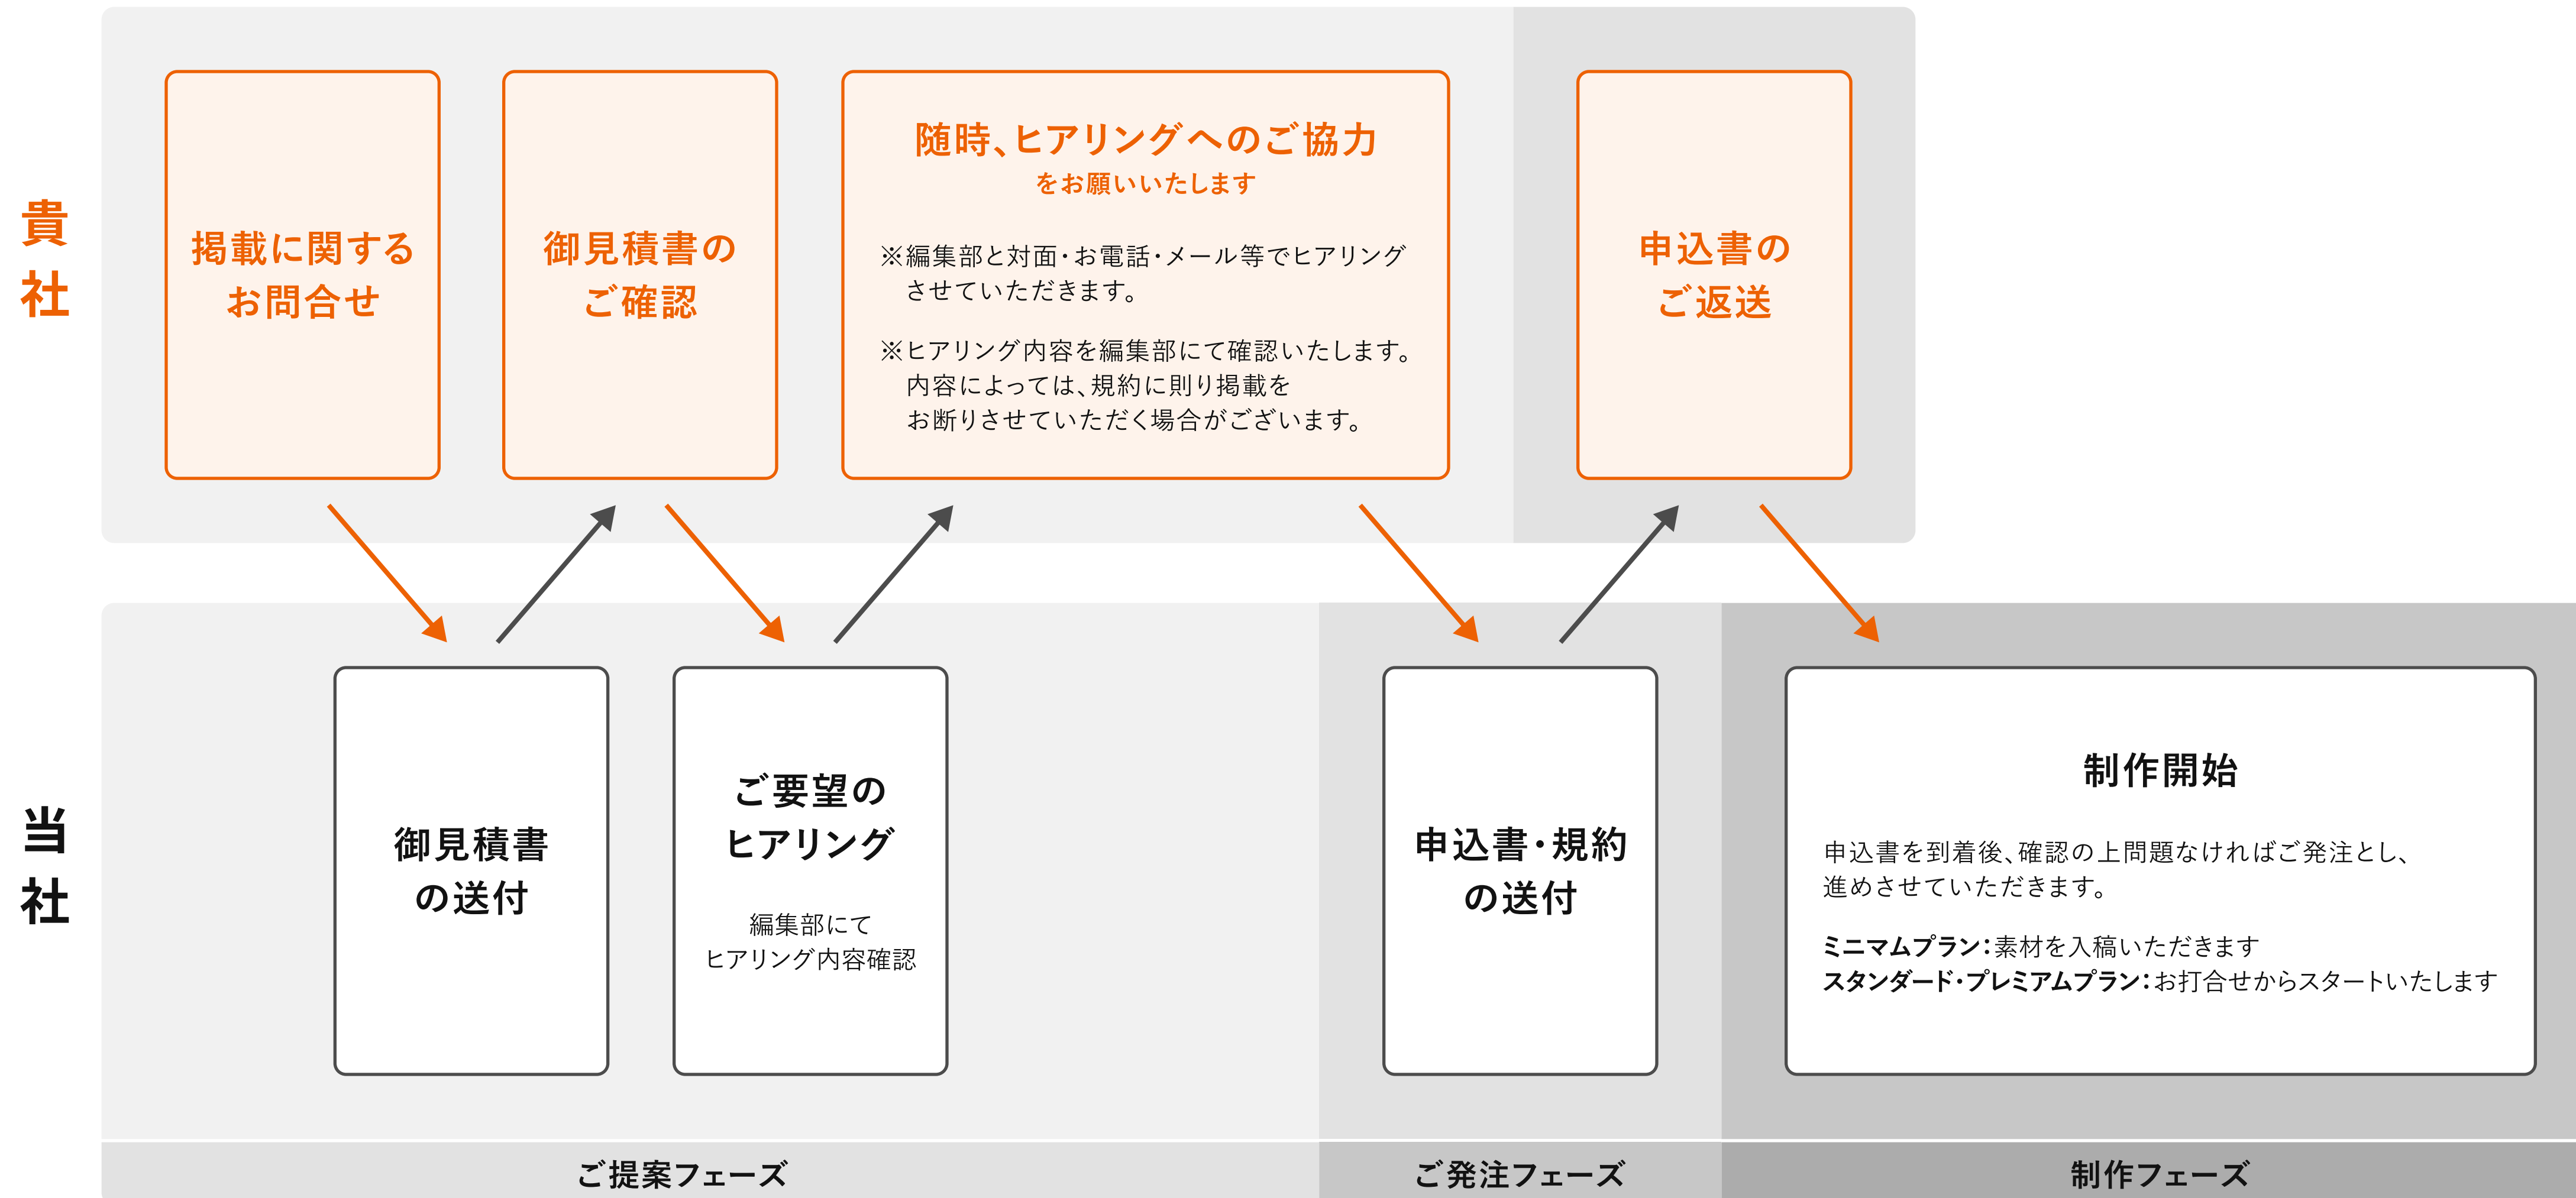 貴社
掲載に関する
お問合せ
御見積書の
ご確認
随時、ヒアリングへのご協力
をお願いいたします
※編集部と対面・お電話・メール等でヒアリング
させていただきます。
※ヒアリング内容を編集部にて確認いたします。
内容によっては、規約に則り掲載を
お断りさせていただく場合がございます。
申込書の
ご返送
当社
御見積書
の送付
ご要望の
ヒアリング
編集部にて
ヒアリング内容確認
申込書・規約
の送付
制作開始
申込書を到着後、確認の上問題なければご発注とし、
進めさせていただきます。
ミニマムプラン：素材を入稿いただきます
スタンダード・プレミアムプラン：お打合せからスタートいたします
ご提案フェーズ
ご発注フェーズ
制作フェーズ